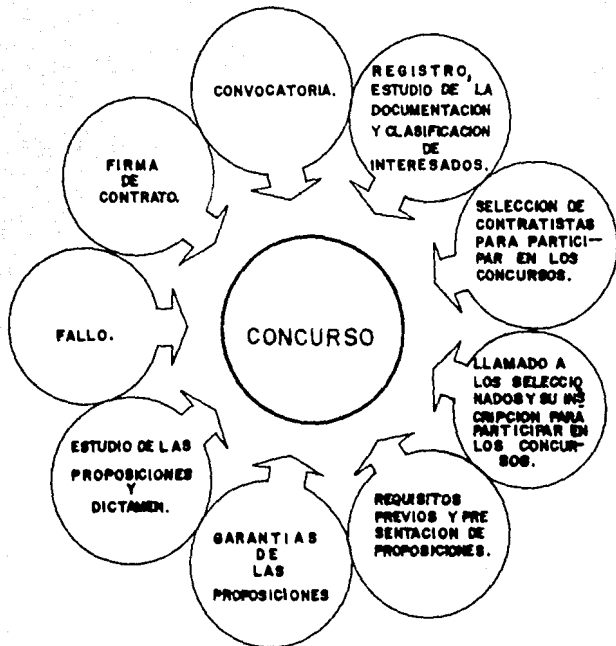 CONVOCATORIA.
REGISTRO,
ESTUDIO DE LA
DOCUMENTACION
Y CLASIFICACION
DE
INTERESADOS.
SELECCION DE
CONTRATISTAS
PARA PARTICI-
PAR EN LOS
CONCURSOS.
LLAMADO A
LOS SELECCIO
NADOS Y SU INS
CRIPCION PARA
PARTICIPAR EN
LOS CONCUR-
SOS.
REQUISITOS
PREVIOS Y PRE
SENTACION DE
PROPOSICIONES.
GARANTIAS
DE
LAS
PROPOSICIONES
ESTUDIO DE LAS
PROPOSICIONES
Y
DICTAMEN.
FALLO.
FIRMA
DE
CONTRATO.
CONCURSO